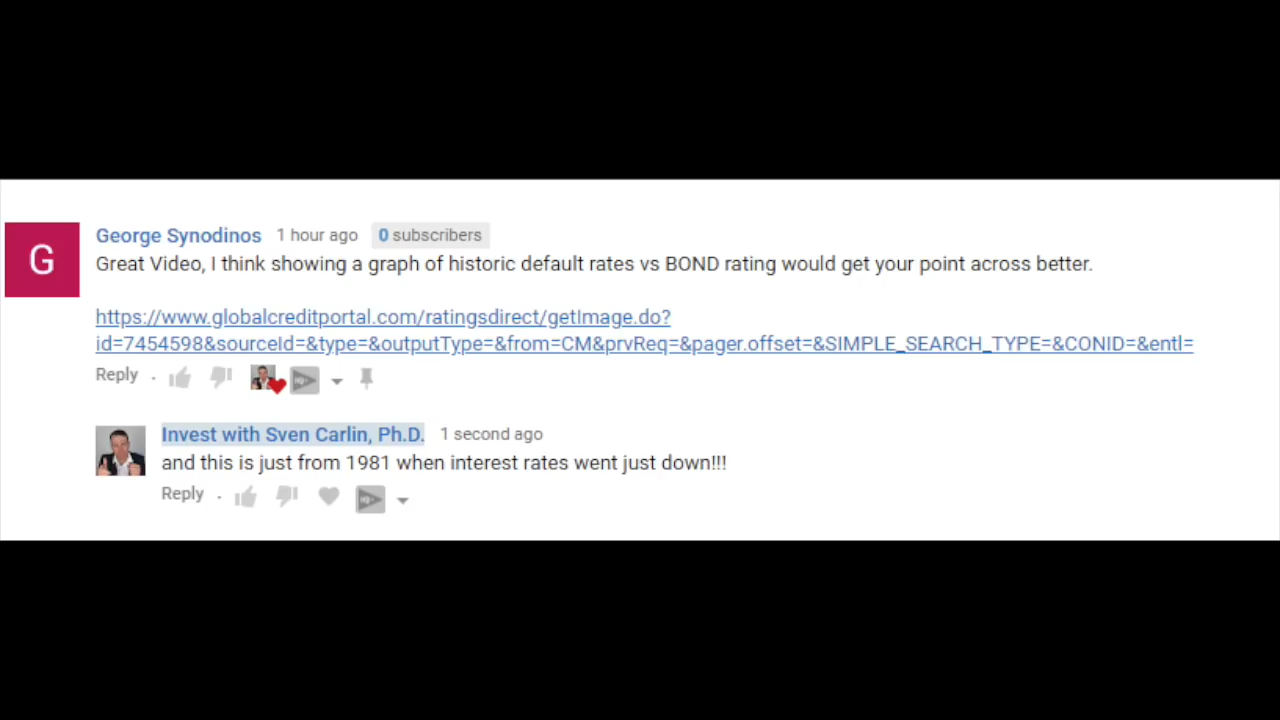 G
George Synodinos 1 hour ago 0 subscribers
Great Video, I think showing a graph of historic default rates vs BOND rating would get your point across better.
https://www.globalcreditportal.com/ratingsdirect/getImage.do?
id=7454598&sourceId=&type=&outputType=&from=CM&prvReq=&pager.offset=&SIMPLE_SEARCH_TYPE=&CONID=&entl=
Reply .
Invest with Sven Carlin, Ph.D. 1 second ago
and this is just from 1981 when interest rates went just down!!!
Reply .